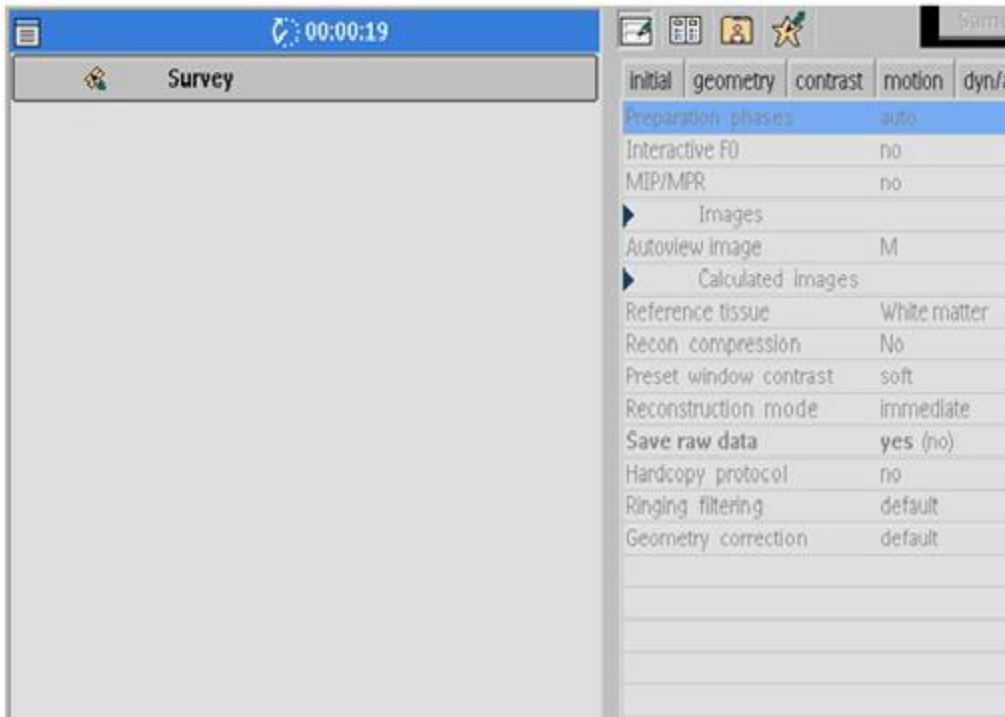 00:00:19
Survey
initial geometry contrast motion
Preparation phases auto
Interactive F0 no
MIP/MPR no
Images
Autoview image M
Calculated images
Reference tissue White matter
Recon compression No
Preset window contrast soft
Reconstruction mode immediate
Save raw data yes (no)
Hardcopy protocol no
Ringing filtering default
Geometry correction default